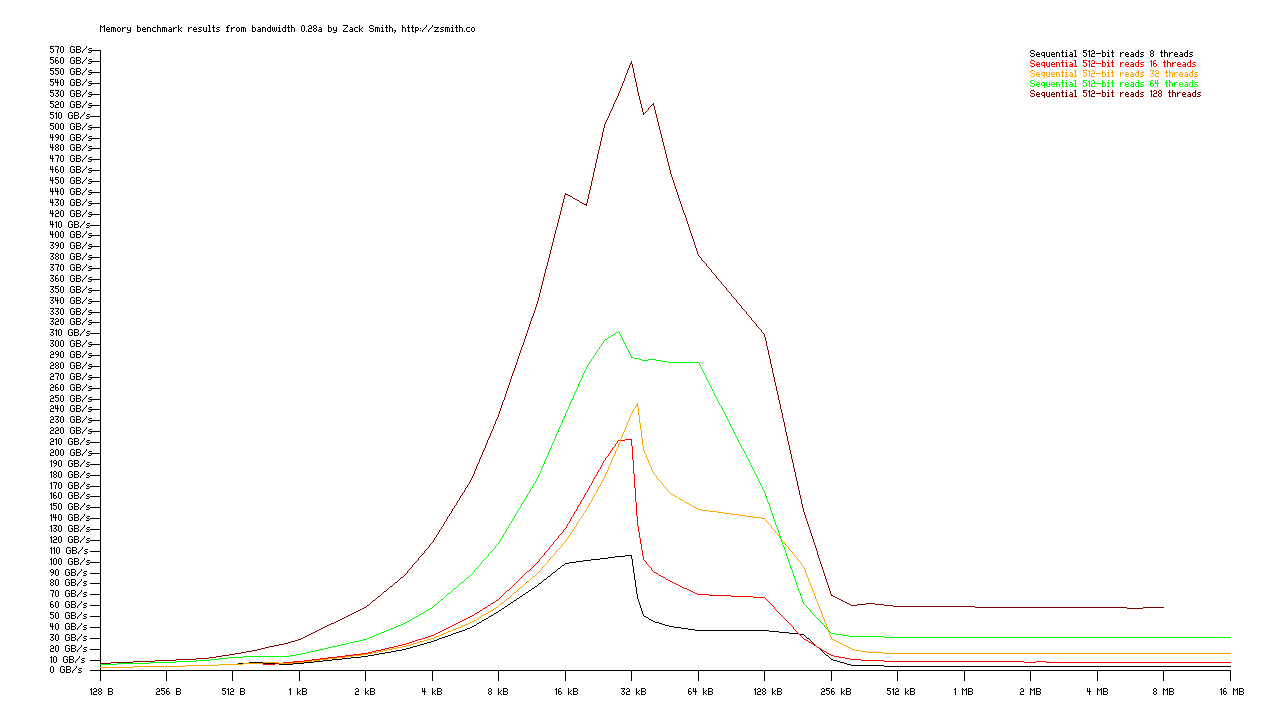 Memory benchmark results from bandwidth 0.28a by Zack Smith, http://zsmith.co
Sequential 512-bit reads 8 threads
Sequential 512-bit reads 16 threads
Sequential 512-bit reads 32 threads
Sequential 512-bit reads 64 threads
Sequential 512-bit reads 128 threads
570 GB/s
560 GB/s
550 GB/s
540 GB/s
530 GB/s
520 GB/s
510 GB/s
500 GB/s
490 GB/s
480 GB/s
470 GB/s
460 GB/s
450 GB/s
440 GB/s
430 GB/s
420 GB/s
410 GB/s
400 GB/s
390 GB/s
380 GB/s
370 GB/s
360 GB/s
350 GB/s
340 GB/s
330 GB/s
320 GB/s
310 GB/s
300 GB/s
290 GB/s
280 GB/s
270 GB/s
260 GB/s
250 GB/s
240 GB/s
230 GB/s
220 GB/s
210 GB/s
200 GB/s
190 GB/s
180 GB/s
170 GB/s
160 GB/s
150 GB/s
140 GB/s
130 GB/s
120 GB/s
110 GB/s
100 GB/s
90 GB/s
80 GB/s
70 GB/s
60 GB/s
50 GB/s
40 GB/s
30 GB/s
20 GB/s
10 GB/s
0 GB/s
128 B 256 B 512 B 1 kB 2 kB 4 kB 8 kB 16 kB 32 kB 64 kB 128 kB 256 kB 512 kB 1 MB 2 MB 4 MB 8 MB 16 MB